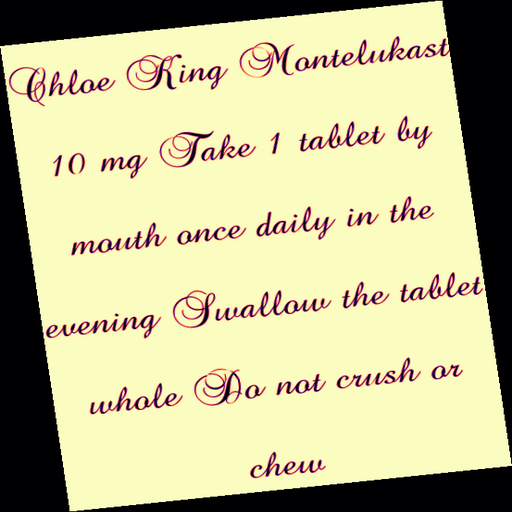 Chloe King Montelukast
10 mg Take 1 tablet by
mouth once daily in the
evening Swallow the tablet
whole Do not crush or
chew